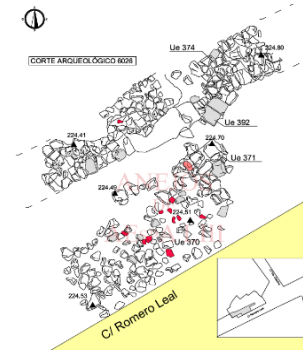 CORTE ARQUEOLÓGICO 6026
Ue 374
224.80
Ue 392
224.41
224.70
Ue 371
224.49
224.51
Ue 370
224.53
C/ Romero Leal